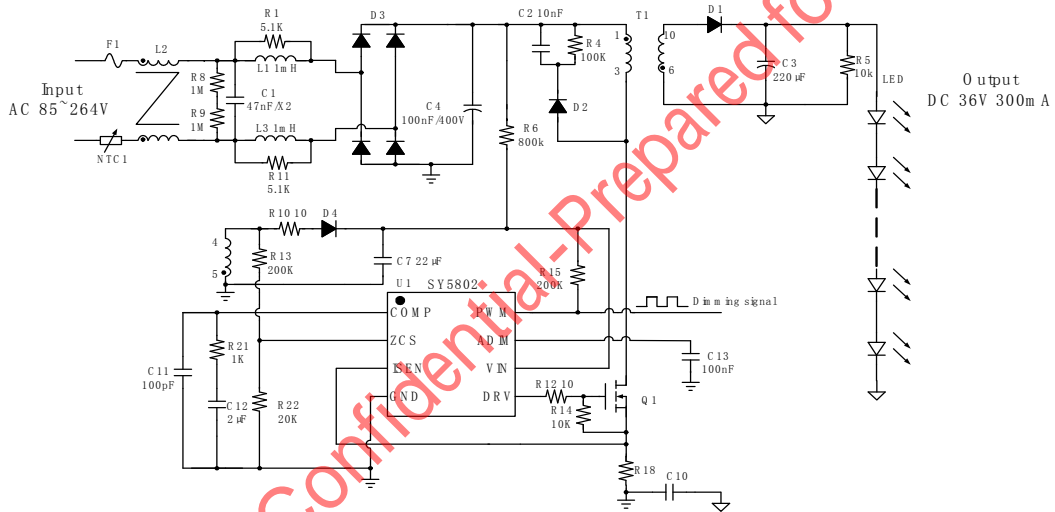 F1
L2
R1
5.1K
L1 1mH
D3
R8
1M
R9
1M
C1
47nF/X2
Input
AC 85~264V
NTC1
L3 1mH
R11
5.1K
C4
100nF/400V
R6
800k
C2 10nF
R4
100K
D2
T1
1
3
10
6
D1
C3
220μF
R5
10k
LED
Output
DC 36V 300mA
4
5
R10 10
D4
R13
200K
C7 22μF
R15
200K
U1 SY5802
COMP
ZCS
ISEN
GND
PWM
ADIM
VIN
DRV
Dimming signal
C13
100nF
R12 10
R14
10K
Q1
R18
C10
C11
100pF
R21
1K
C12
2μF
R22
20K
Confidential-Prepared for